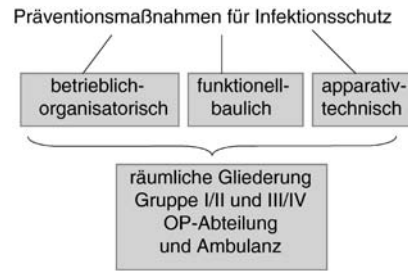 Präventionsmaßnahmen für Infektionsschutz
betrieblich-
organisatorisch
funktionell-
baulich
apparativ-
technisch
räumliche Gliederung
Gruppe I/II und III/IV
OP-Abteilung
und Ambulanz